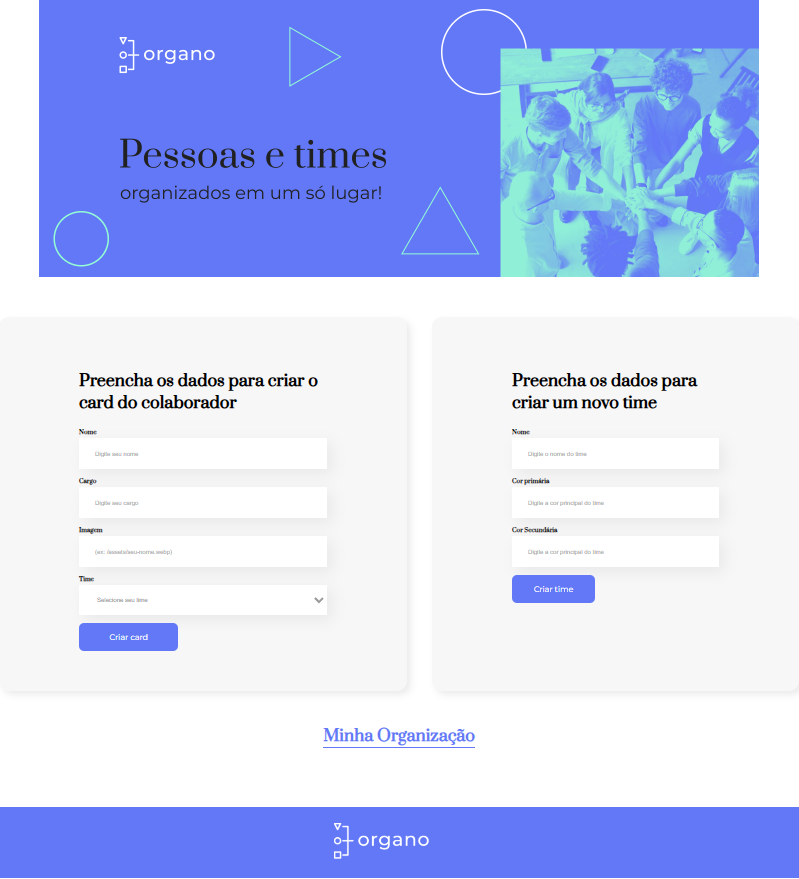 organo
Pessoas e times
organizados em um só lugar!
Preencha os dados para criar o
card do colaborador
Nome
Digite seu nome
Cargo
Digite seu cargo
Imagem
(ex: /assets/seu-nome.webp)
Time
Selecione seu time
Criar card
Preencha os dados para
criar um novo time
Nome
Digite o nome do time
Cor primária
Digite a cor principal do time
Cor Secundária
Digite a cor principal do time
Criar time
Minha Organização
organo